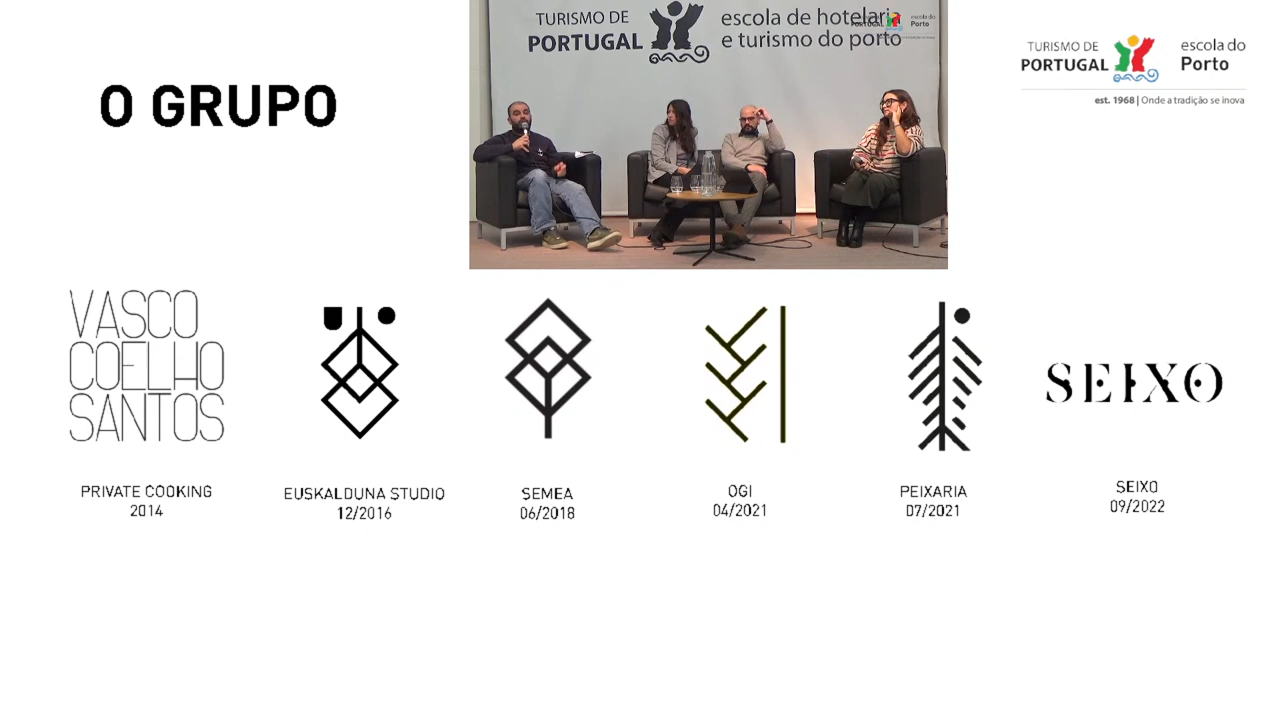 O GRUPO
TURISMO DE
PORTUGAL
escola de hotelaria
e turismo do porto
Porto
TURISMO DE
PORTUGAL
escola do
Porto
est. 1968 | Onde a tradição se inova
VASCO
COELHO
SANTOS
SEIXO
PRIVATE COOKING
2014
EUSKALDUNA STUDIO
12/2016
SEMEA
06/2018
OGI
04/2021
PEIXARIA
07/2021
SEIXO
09/2022